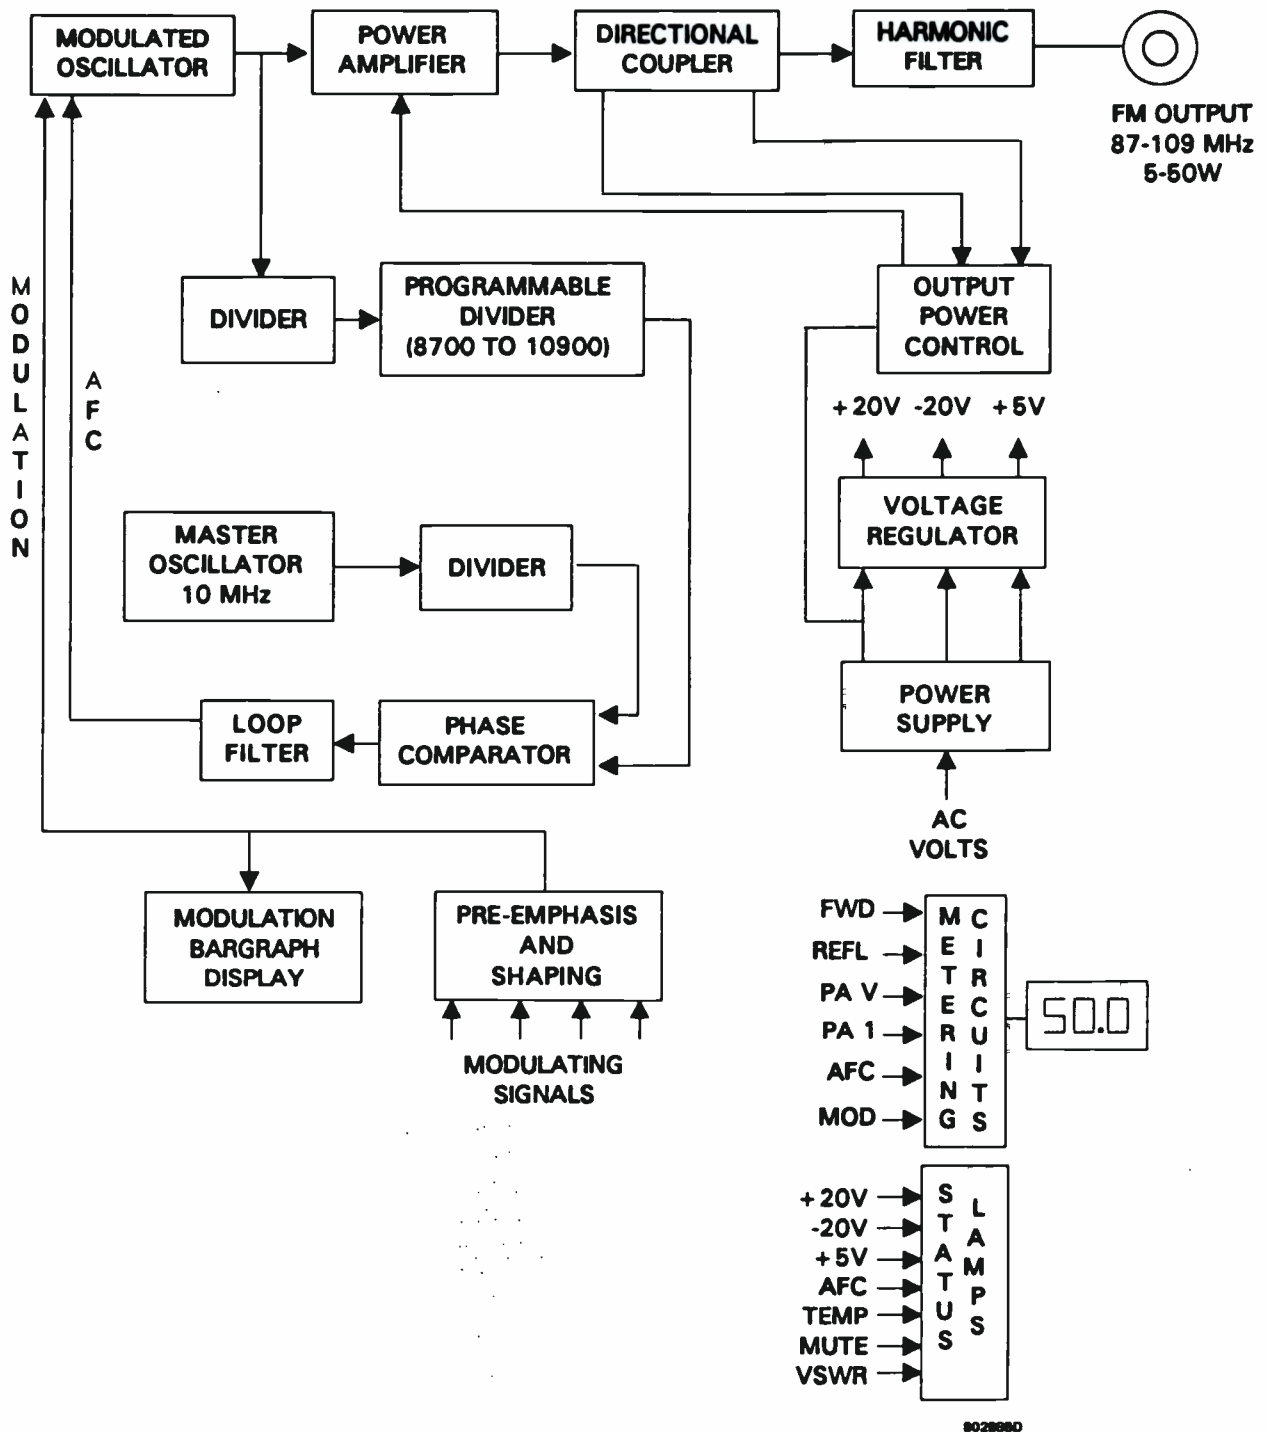 MODULATED
OSCILLATOR
POWER
AMPLIFIER
DIRECTIONAL
COUPLER
HARMONIC
FILTER
FM OUTPUT
87-109 MHz
5-50W
MODULATION
AFC
DIVIDER
PROGRAMMABLE
DIVIDER
(8700 TO 10900)
OUTPUT
POWER
CONTROL
+20V -20V +5V
VOLTAGE
REGULATOR
MASTER
OSCILLATOR
10 MHz
DIVIDER
LOOP
FILTER
PHASE
COMPARATOR
POWER
SUPPLY
AC
VOLTS
MODULATION
BARGRAPH
DISPLAY
PRE-EMPHASIS
AND
SHAPING
MODULATING
SIGNALS
FWD
REFL
PA V
PA 1
AFC
MOD
METERING
CIRCUITS
50.0
+20V
-20V
+5V
AFC
TEMP
MUTE
VSWR
STATUS
LAMPS